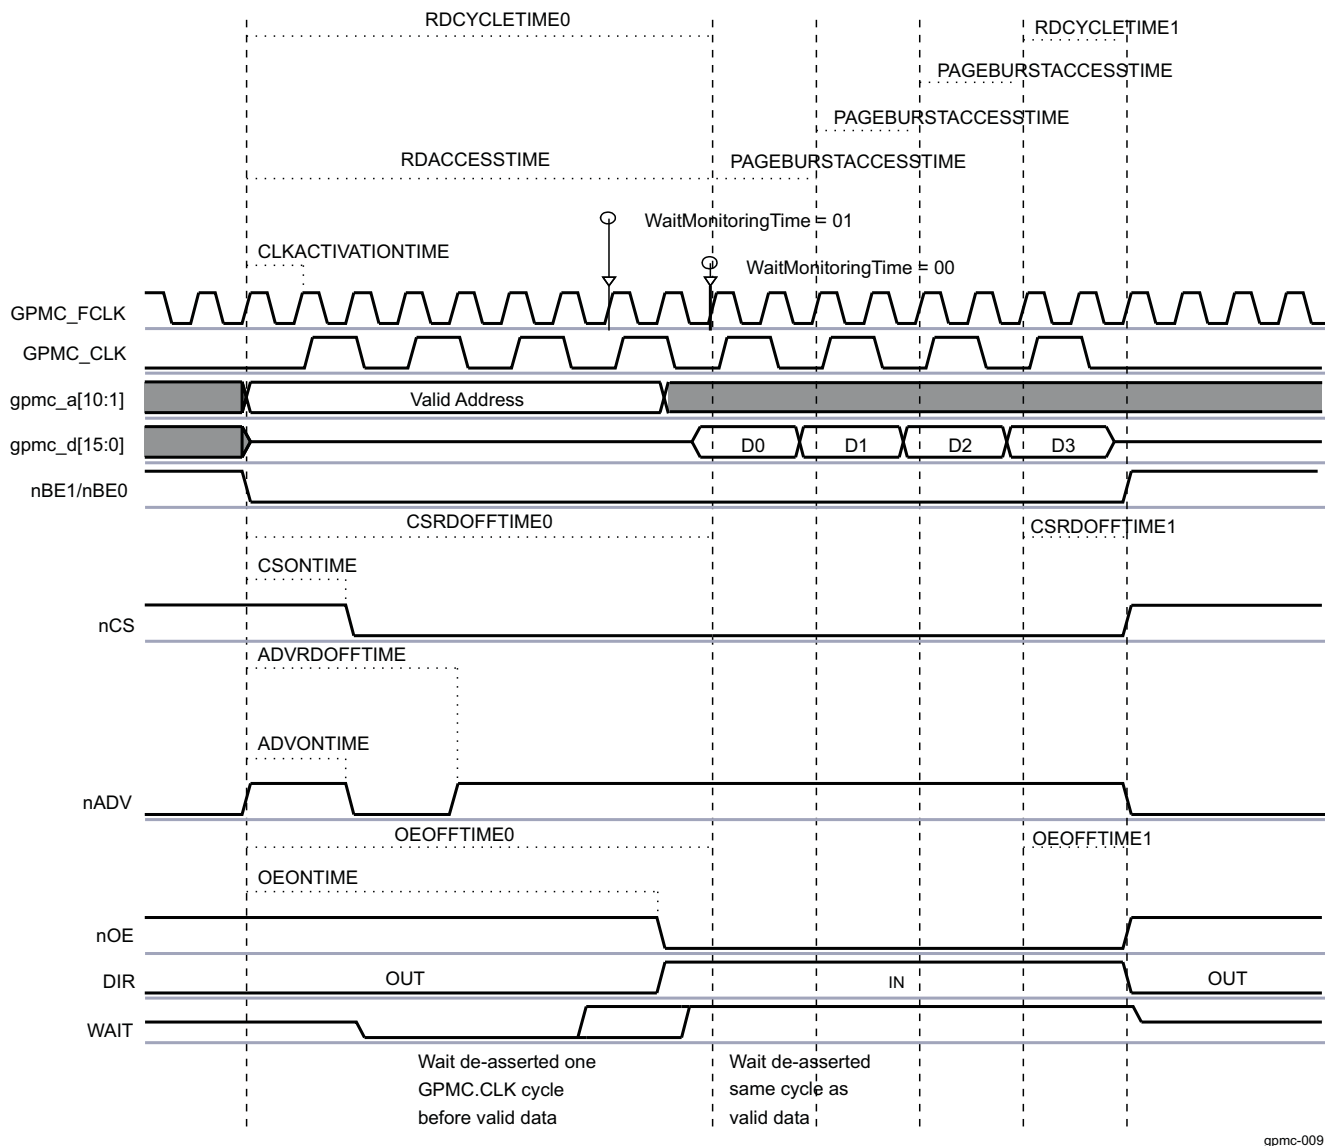 RDCYCLETIME0
RDCYCLETIME1
PAGEBURSTACCESSTIME
PAGEBURSTACCESSTIME
RDACCESSTIME
PAGEBURSTACCESSTIME
WaitMonitoringTime = 01
CLKACTIVATIONTIME
WaitMonitoringTime = 00
GPMC_FCLK
GPMC_CLK
gpmc_a[10:1]
Valid Address
gpmc_d[15:0]
D0
D1
D2
D3
nBE1/nBE0
CSRDOFFTIME0
CSRDOFFTIME1
CSONTIME
nCS
ADVRDOFFTIME
ADVONTIME
nADV
OEOFFTIME0
OEOFFTIME1
OEONTIME
nOE
DIR
OUT
IN
OUT
WAIT
Wait de-asserted one
GPMC.CLK cycle
before valid data
Wait de-asserted
same cycle as
valid data
gpmc-009